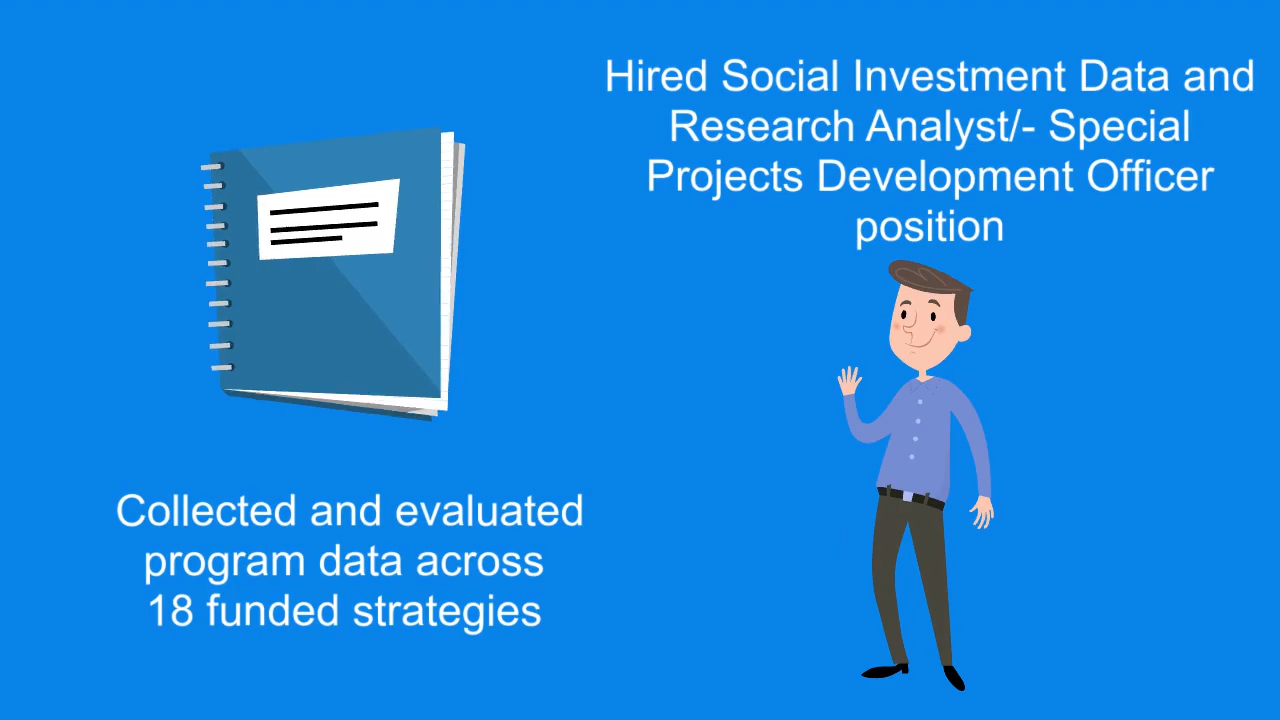 Hired Social Investment Data and
Research Analyst/- Special
Projects Development Officer
position
Collected and evaluated
program data across
18 funded strategies